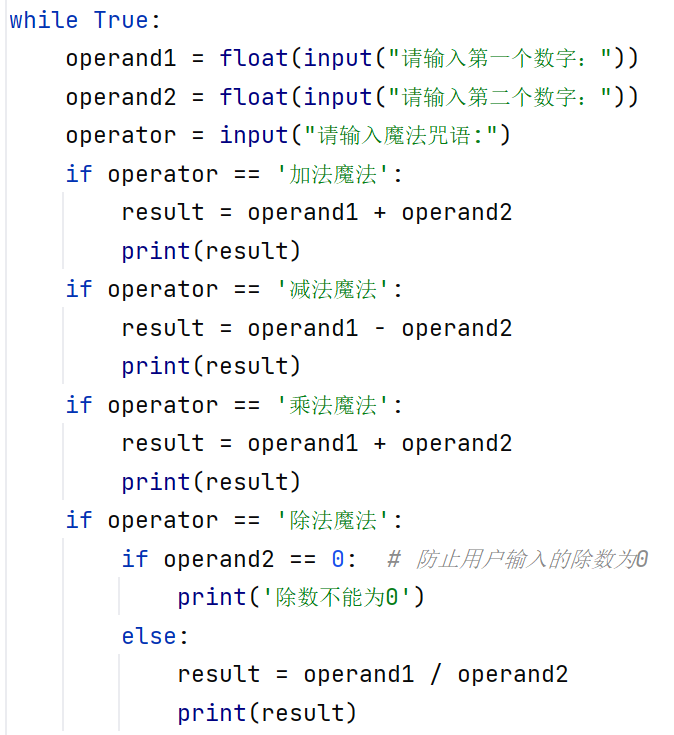 while True:
    operand1 = float(input("请输入第一个数字："))
    operand2 = float(input("请输入第二个数字："))
    operator = input("请输入魔法咒语:")
    if operator == '加法魔法':
        result = operand1 + operand2
        print(result)
    if operator == '减法魔法':
        result = operand1 - operand2
        print(result)
    if operator == '乘法魔法':
        result = operand1 + operand2
        print(result)
    if operator == '除法魔法':
        if operand2 == 0:  # 防止用户输入的除数为0
            print('除数不能为0')
        else:
            result = operand1 / operand2
            print(result)